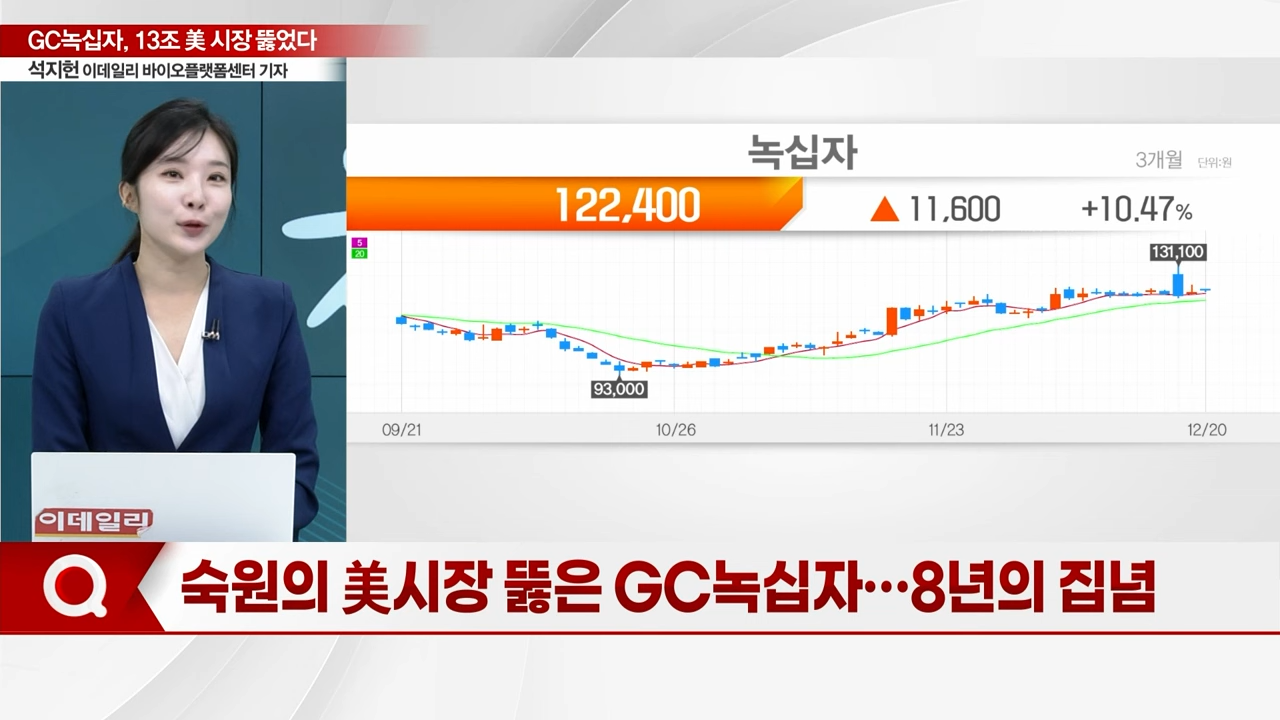 GC녹십자, 13조 美 시장 뚫었다
석지헌 이데일리 바이오플랫폼센터 기자
녹십자
3개월 단위:원
122,400 ▲ 11,600 +10.47%
5
20
131,100
93,000
09/21 10/26 11/23 12/20
이데일리
Q 숙원의 美시장 뚫은 GC녹십자…8년의 집념